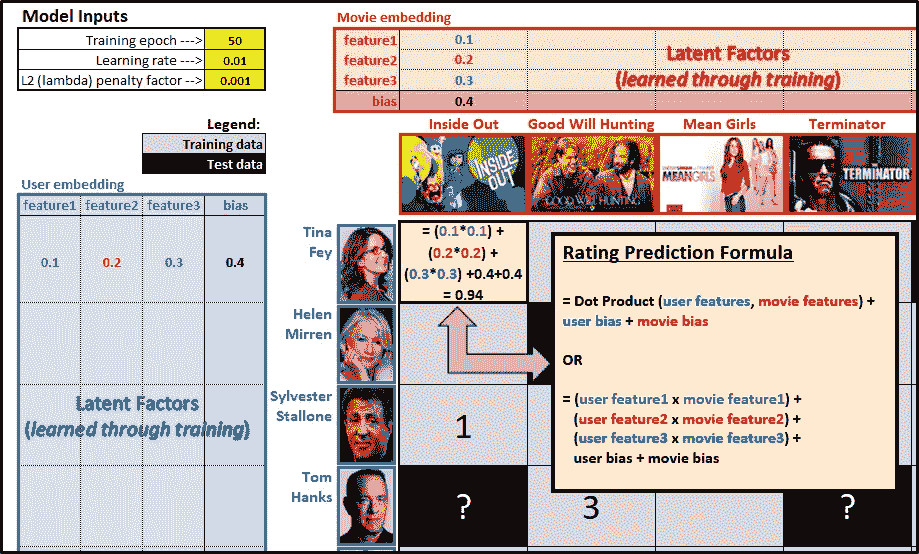 Model Inputs
Training epoch ---> 50
Learning rate ---> 0.01
L2 (lambda) penalty factor --> 0.001
Movie embedding
feature1 0.1
feature2 0.2
feature3 0.3
bias 0.4
Latent Factors
(learned through training)
Legend:
Training data
Test data
Inside Out Good Will Hunting Mean Girls Terminator
INSIDE OUT
GOOD WILL HUNTING
MEAN GIRLS
THE TERMINATOR
User embedding
feature1 feature2 feature3 bias
0.1 0.2 0.3 0.4
Latent Factors
(learned through training)
Tina
Fey
= (0.1*0.1) +
(0.2*0.2) +
(0.3*0.3) +0.4+0.4
= 0.94
Helen
Mirren
Sylvester
Stallone
1
Tom
Hanks
? 3 ?
Rating Prediction Formula
= Dot Product (user features, movie features) +
user bias + movie bias
OR
= (user feature1 x movie feature1) +
(user feature2 x movie feature2) +
(user feature3 x movie feature3) +
user bias + movie bias